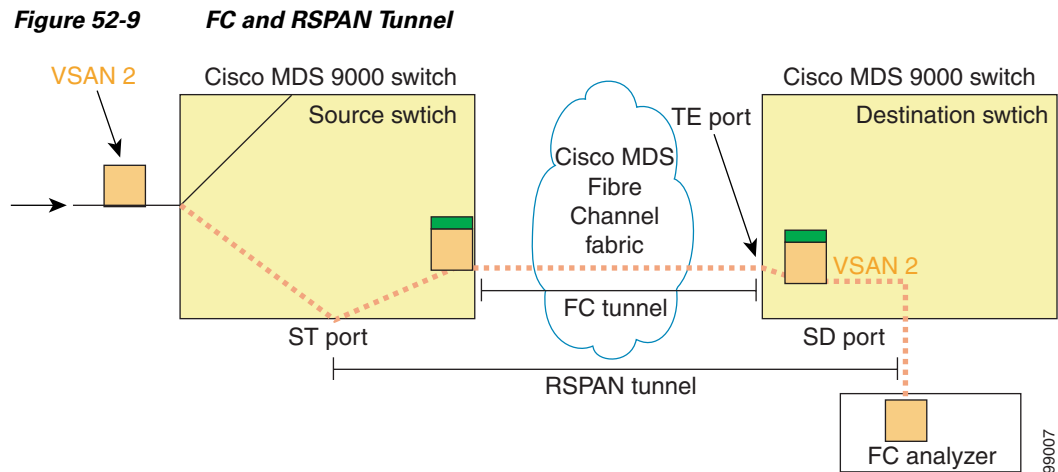 Figure 52-9 FC and RSPAN Tunnel
VSAN 2
Cisco MDS 9000 switch
Source swtich
Cisco MDS 9000 switch
Destination swtich
TE port
Cisco MDS
Fibre
Channel
fabric
VSAN 2
FC tunnel
ST port
SD port
RSPAN tunnel
FC analyzer
99007